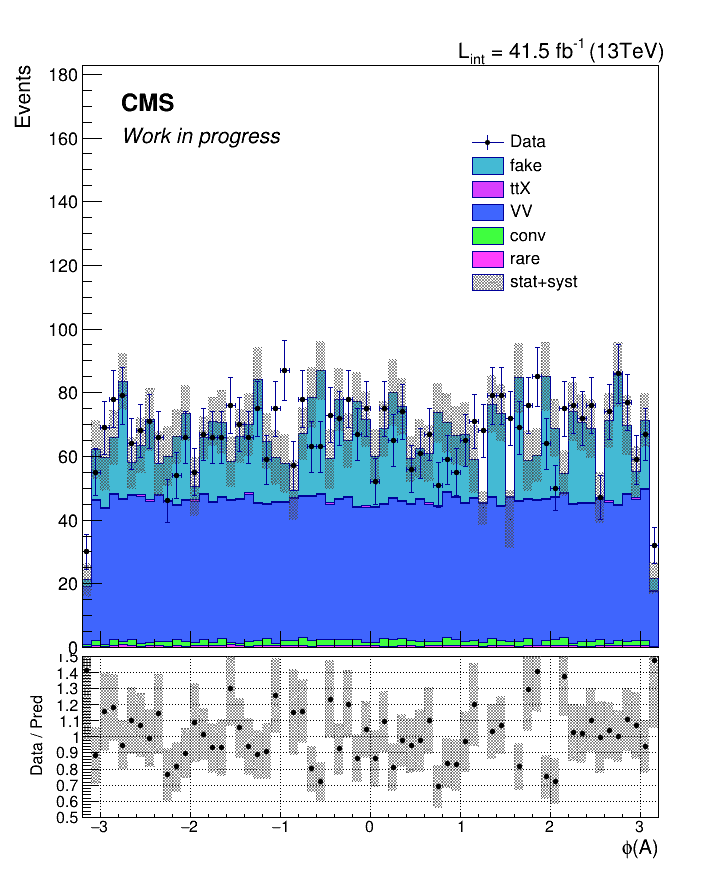 L_int = 41.5 fb^-1 (13TeV)
Events
180
160
140
120
100
80
60
40
20
0
CMS
Work in progress
Data
fake
ttX
VV
conv
rare
stat+syst
Data / Pred
1.5
1.4
1.3
1.2
1.1
1
0.9
0.8
0.7
0.6
0.5
−3 −2 −1 0 1 2 3
ϕ(A)